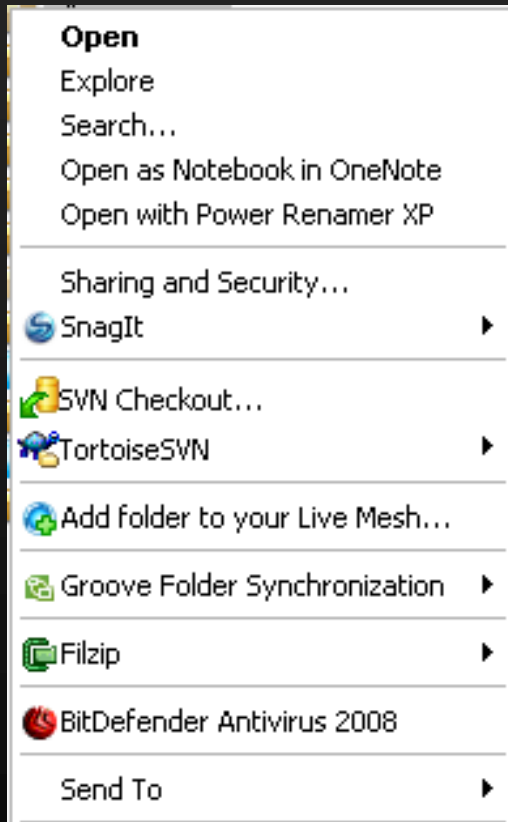 Open
Explore
Search...
Open as Notebook in OneNote
Open with Power Renamer XP
Sharing and Security...
SnagIt
SVN Checkout...
TortoiseSVN
Add folder to your Live Mesh...
Groove Folder Synchronization
Filzip
BitDefender Antivirus 2008
Send To